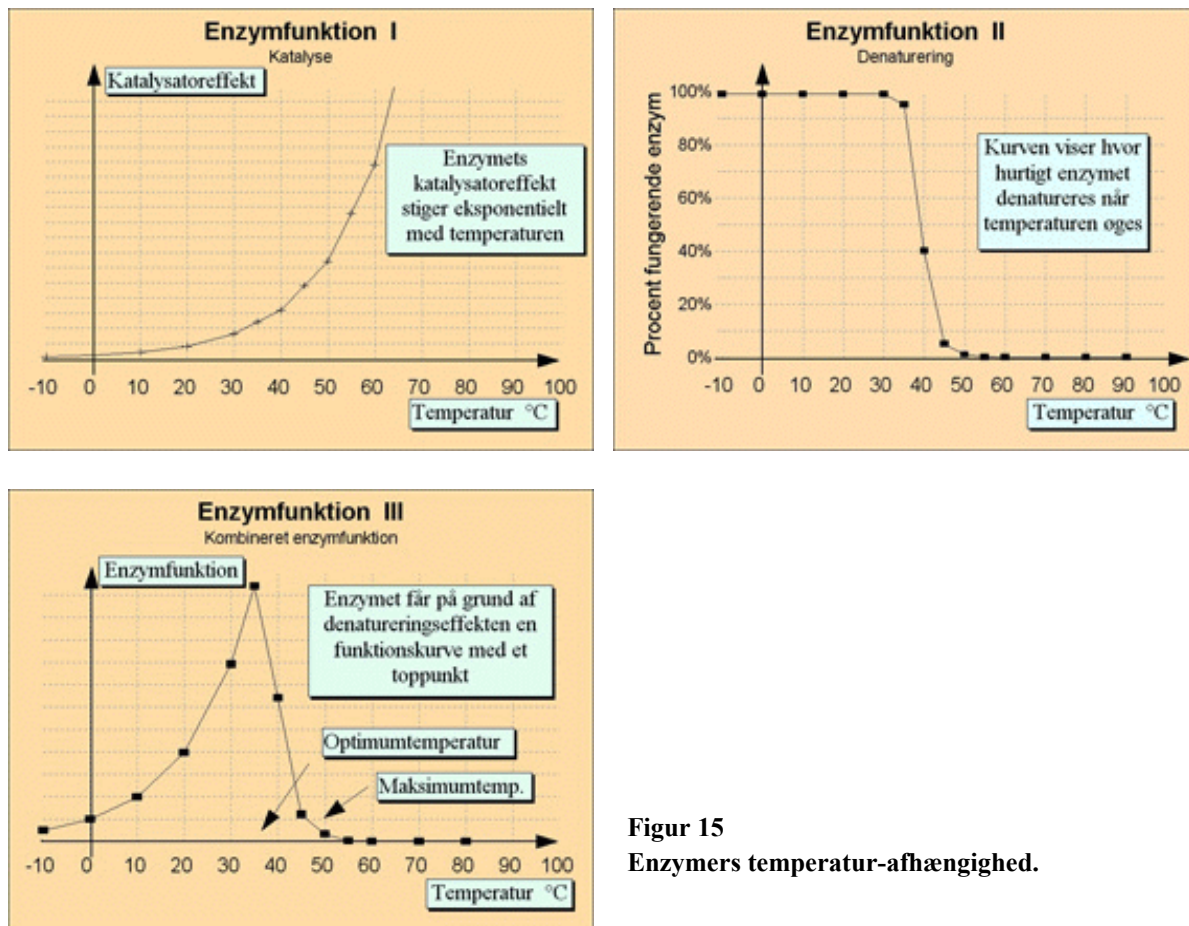 Enzymfunktion I
Katalyse
Katalysatoreffekt
Enzymets
katalysatoreffekt
stiger eksponentielt
med temperaturen
-10 0 10 20 30 40 50 60 70 80 90 100
Temperatur °C
Enzymfunktion II
Denaturering
Procent fungerende enzym
100%
80%
60%
40%
20%
0%
Kurven viser hvor
hurtigt enzymet
denatureres når
temperaturen øges
-10 0 10 20 30 40 50 60 70 80 90 100
Temperatur °C
Enzymfunktion III
Kombineret enzymfunktion
Enzymfunktion
Enzymet får på grund af
denatureringseffekten en
funktionskurve med et
toppunkt
Optimumtemperatur
Maksimumtemp.
-10 0 10 20 30 40 50 60 70 80 90 100
Temperatur °C
Figur 15
Enzymers temperatur-afhængighed.